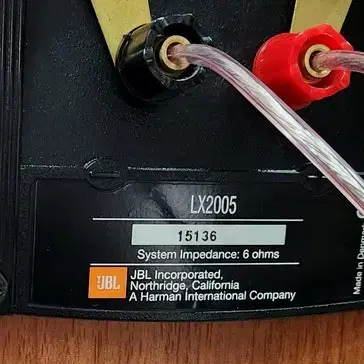 LX2005
15136
System Impedance: 6 ohms
JBL
JBL Incorporated,
Northridge, California
A Harman International Company
Made in Denmark